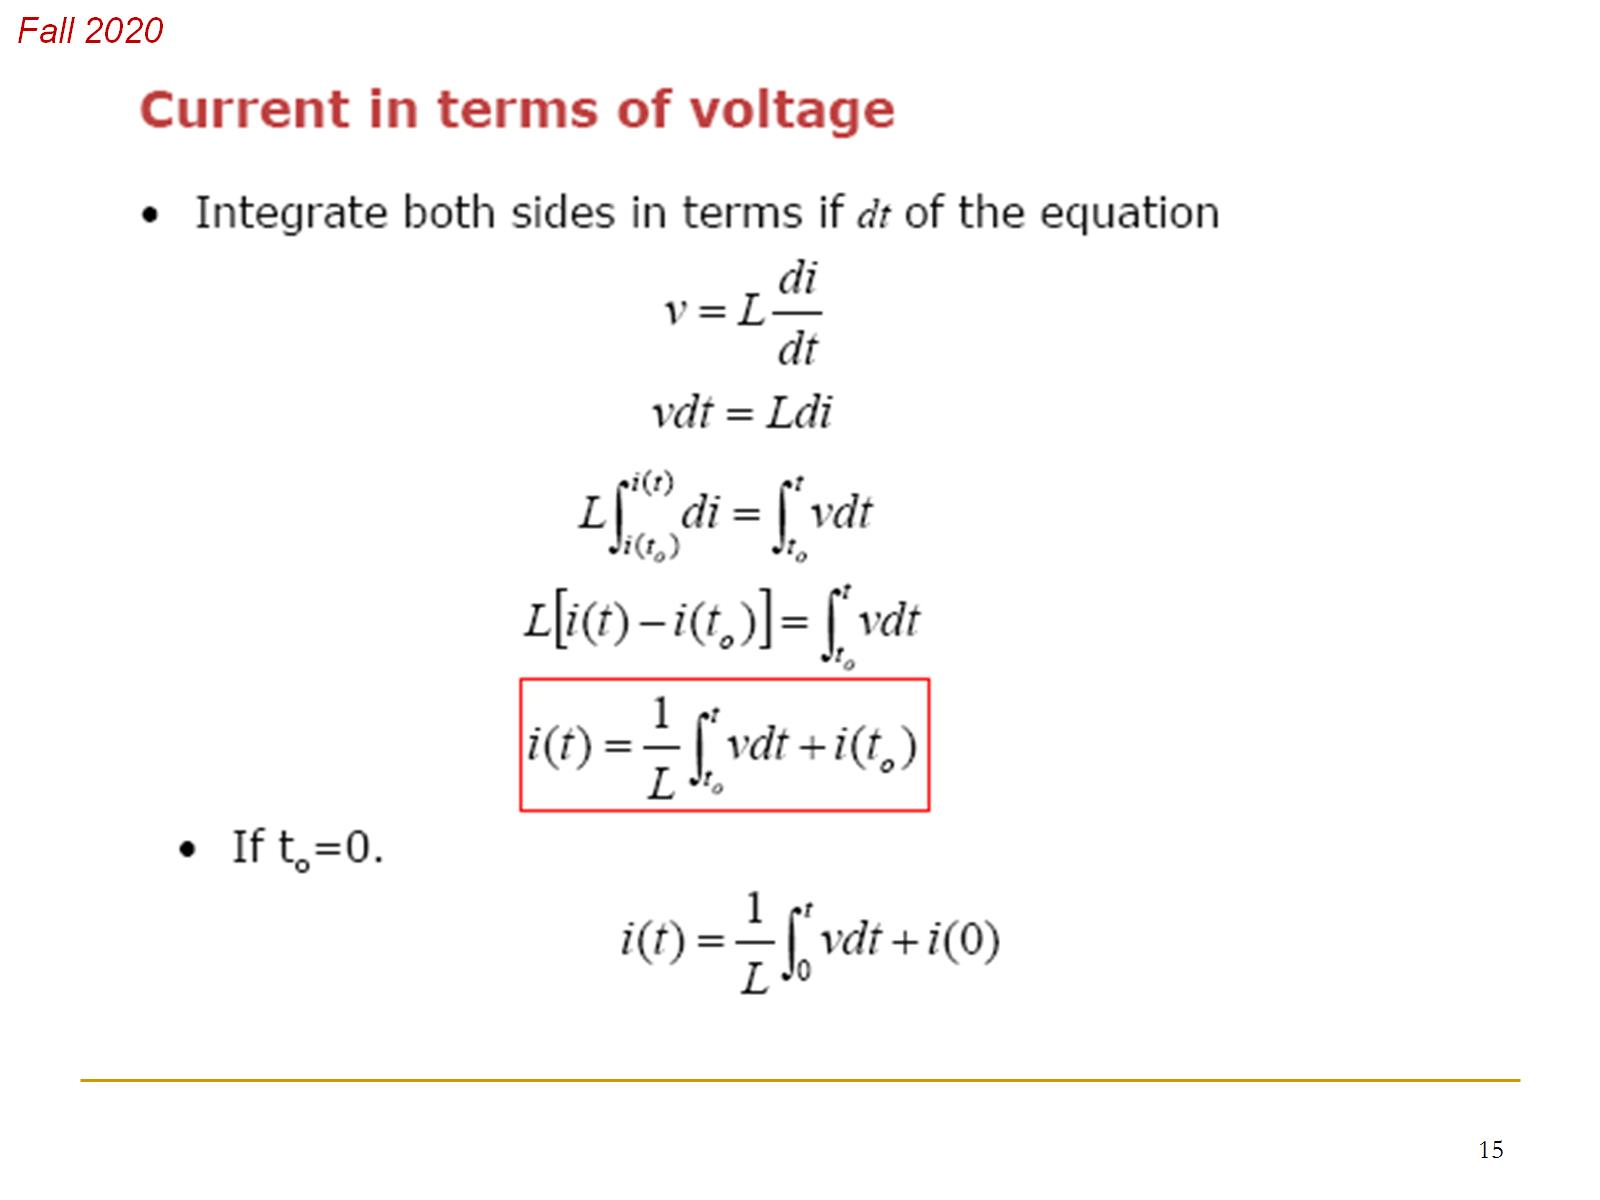 Fall 2020
Current in terms of voltage
• Integrate both sides in terms if dt of the equation
v = L di/dt
vdt = Ldi
L∫_{i(t_o)}^{i(t)} di = ∫_{t_o}^{t} vdt
L[i(t) − i(t_o)] = ∫_{t_o}^{t} vdt
i(t) = 1/L ∫_{t_o}^{t} vdt + i(t_o)
• If t_o=0.
i(t) = 1/L ∫_{0}^{t} vdt + i(0)
15